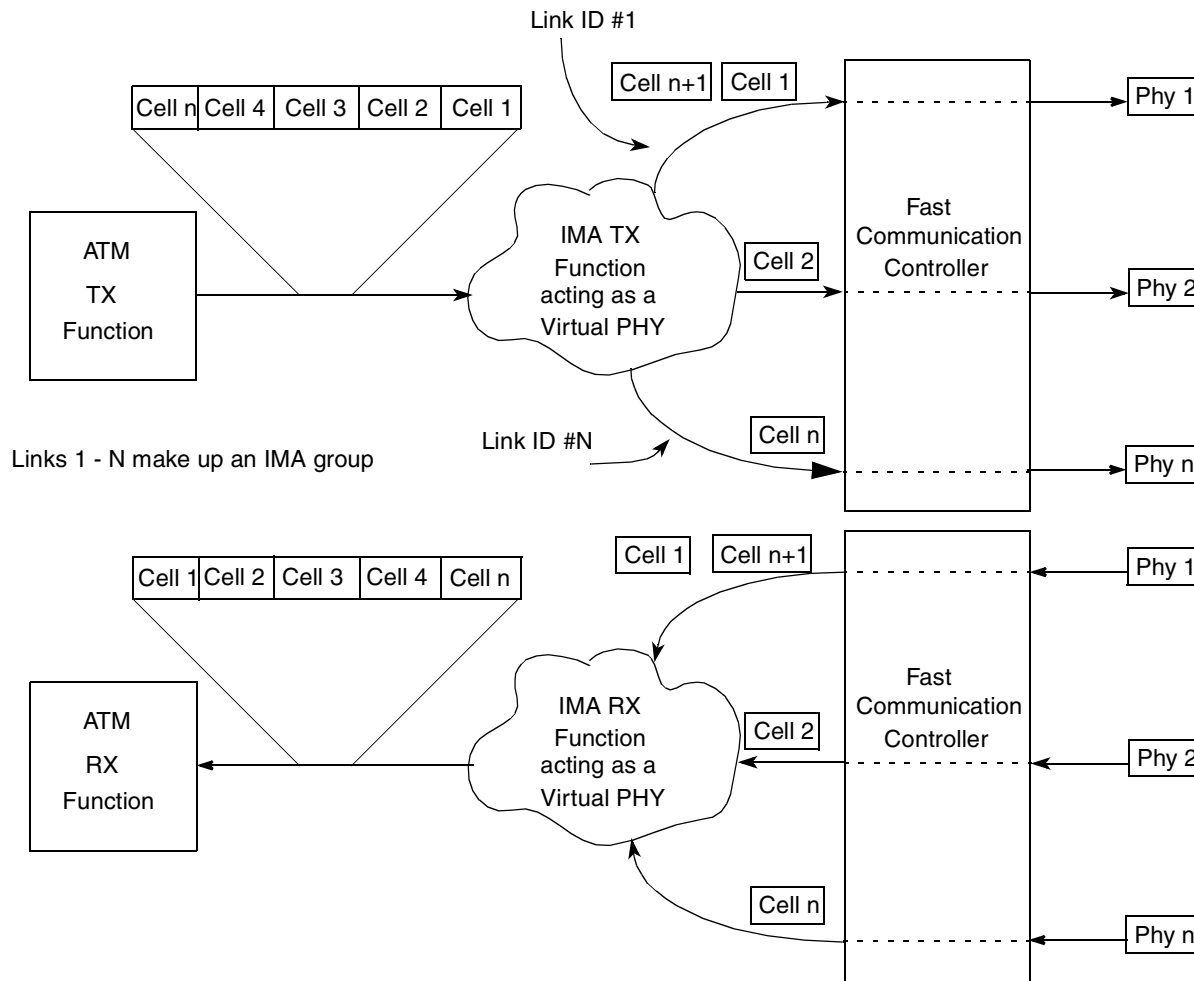 Link ID #1
Cell n+1 Cell 1
Cell n Cell 4 Cell 3 Cell 2 Cell 1
Phy 1
ATM
TX
Function
IMA TX
Function
acting as a
Virtual PHY
Cell 2
Fast
Communication
Controller
Phy 2
Link ID #N
Cell n
Phy n
Links 1 - N make up an IMA group
Cell 1 Cell n+1
Cell 1 Cell 2 Cell 3 Cell 4 Cell n
Phy 1
ATM
RX
Function
IMA RX
Function
acting as a
Virtual PHY
Cell 2
Fast
Communication
Controller
Phy 2
Cell n
Phy n